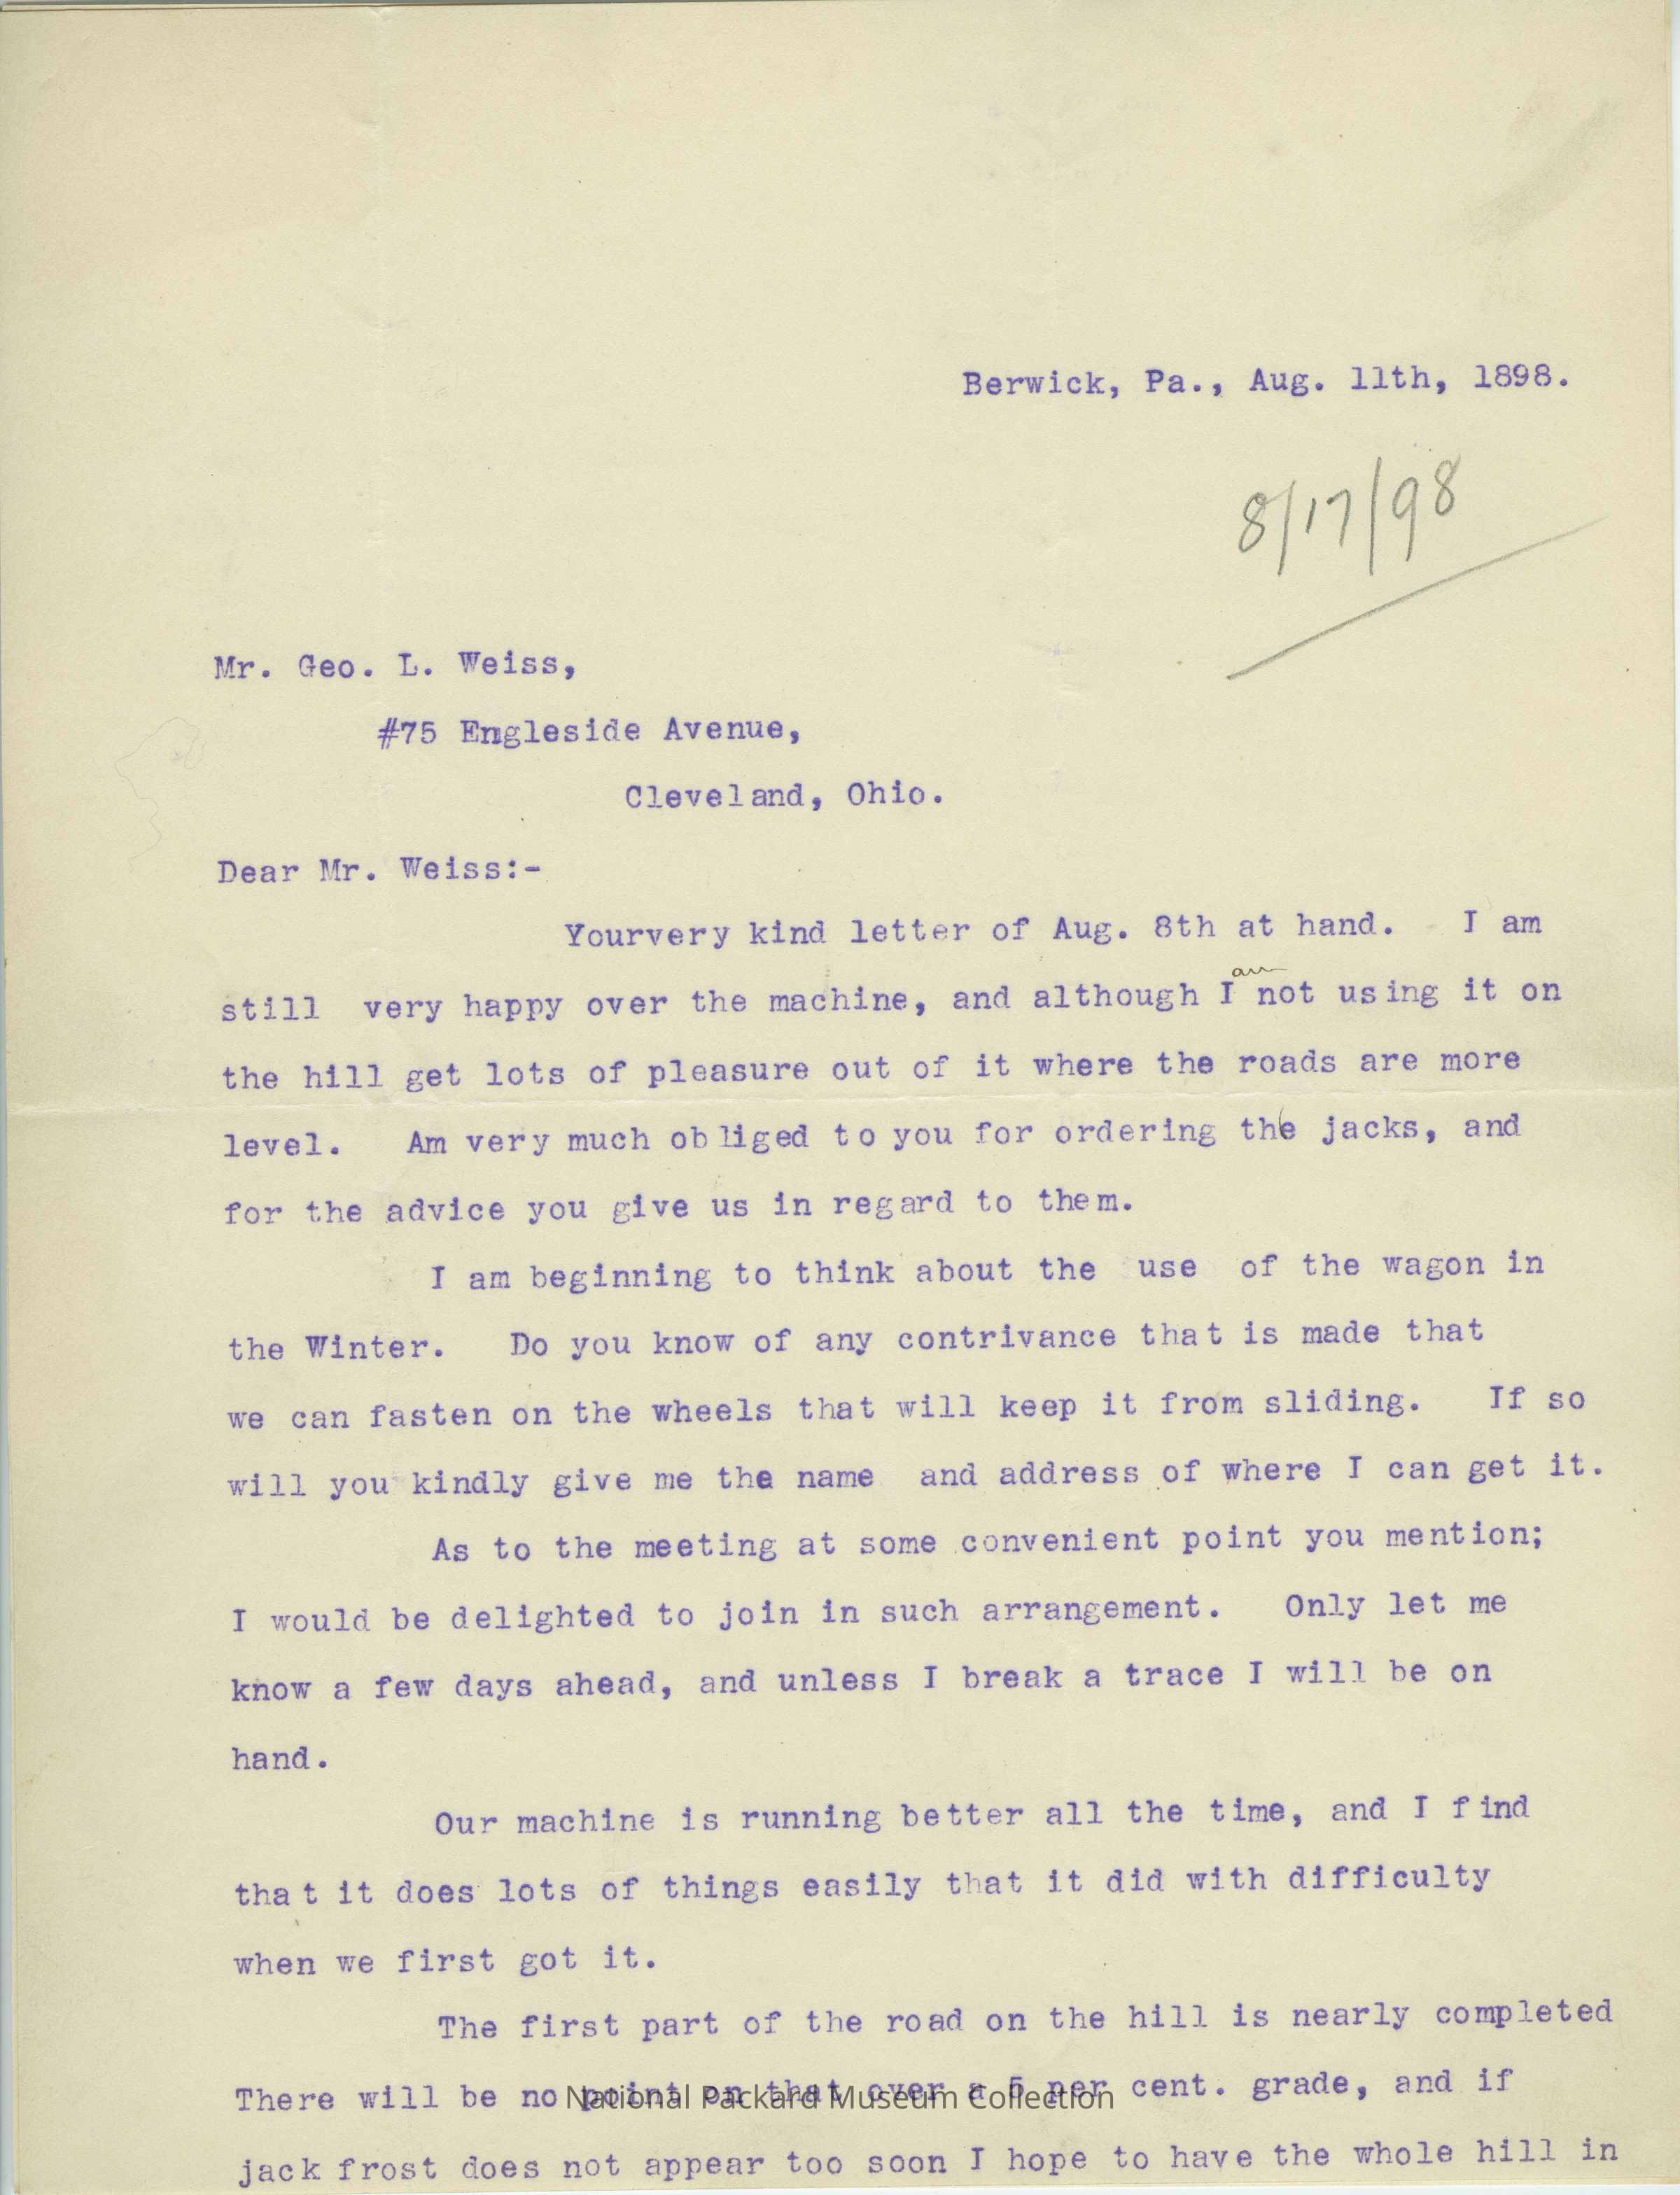 Berwick, Pa., Aug. 11th, 1898.
8/17/98
Mr. Geo. L. Weiss,
#75 Engleside Avenue,
Cleveland, Ohio.
Dear Mr. Weiss:-
Yourvery kind letter of Aug. 8th at hand. I am
still very happy over the machine, and although I am not using it on
the hill get lots of pleasure out of it where the roads are more
level. Am very much obliged to you for ordering the jacks, and
for the advice you give us in regard to them.
I am beginning to think about the use of the wagon in
the Winter. Do you know of any contrivance that is made that
we can fasten on the wheels that will keep it from sliding. If so
will you kindly give me the name and address of where I can get it.
As to the meeting at some convenient point you mention;
I would be delighted to join in such arrangement. Only let me
know a few days ahead, and unless I break a trace I will be on
hand.
Our machine is running better all the time, and I find
that it does lots of things easily that it did with difficulty
when we first got it.
The first part of the road on the hill is nearly completed
There will be no point on that over a 5 per cent. grade, and if
National Packard Museum Collection
jack frost does not appear too soon I hope to have the whole hill in